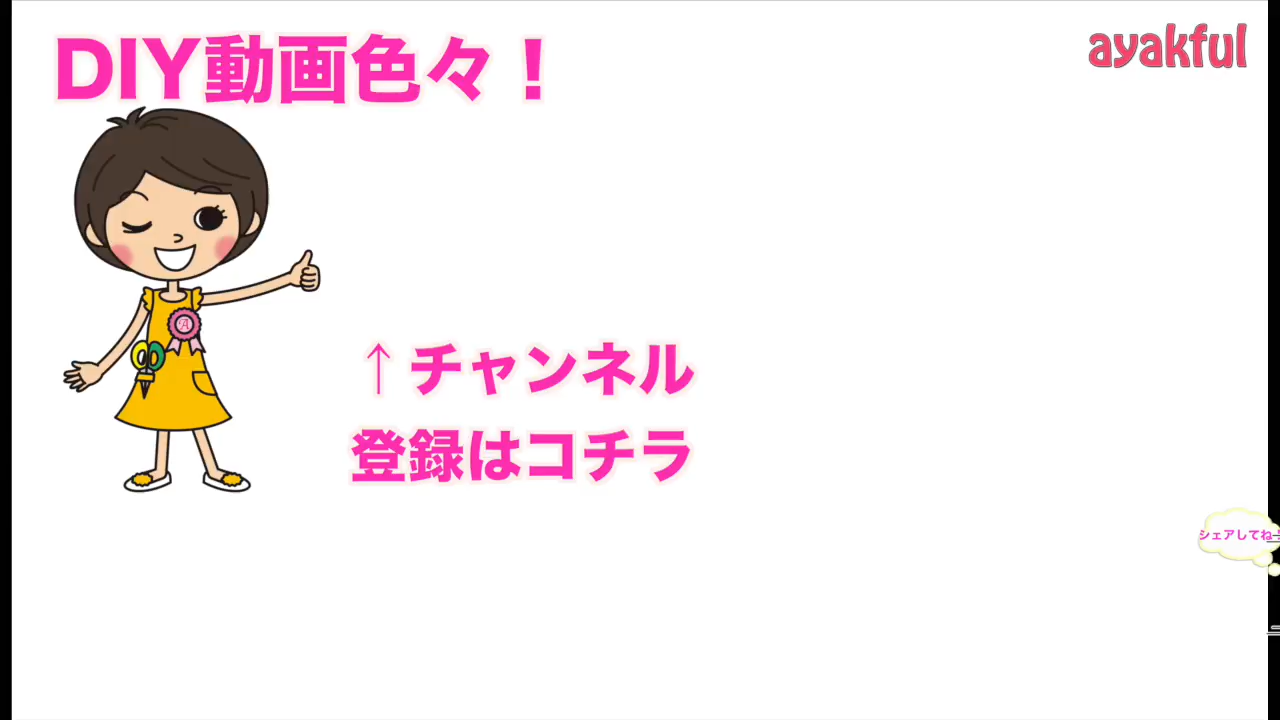 DIY動画色々！
ayakful
A
↑チャンネル
登録はコチラ
シェアしてね